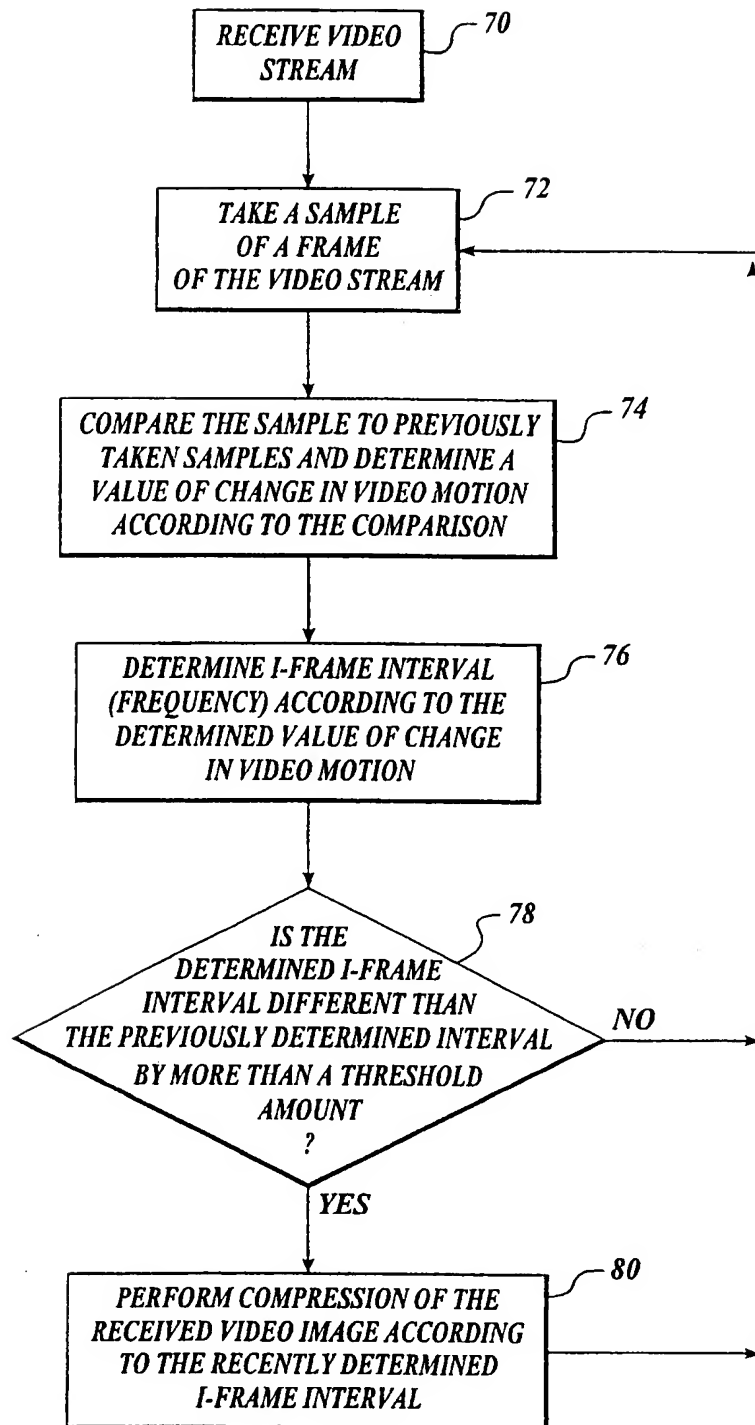 RECEIVE VIDEO
STREAM
70
TAKE A SAMPLE
OF A FRAME
OF THE VIDEO STREAM
72
COMPARE THE SAMPLE TO PREVIOUSLY
TAKEN SAMPLES AND DETERMINE A
VALUE OF CHANGE IN VIDEO MOTION
ACCORDING TO THE COMPARISON
74
DETERMINE I-FRAME INTERVAL
(FREQUENCY) ACCORDING TO THE
DETERMINED VALUE OF CHANGE
IN VIDEO MOTION
76
IS THE
DETERMINED I-FRAME
INTERVAL DIFFERENT THAN
THE PREVIOUSLY DETERMINED INTERVAL
BY MORE THAN A THRESHOLD
AMOUNT
?
78
NO
YES
PERFORM COMPRESSION OF THE
RECEIVED VIDEO IMAGE ACCORDING
TO THE RECENTLY DETERMINED
I-FRAME INTERVAL
80